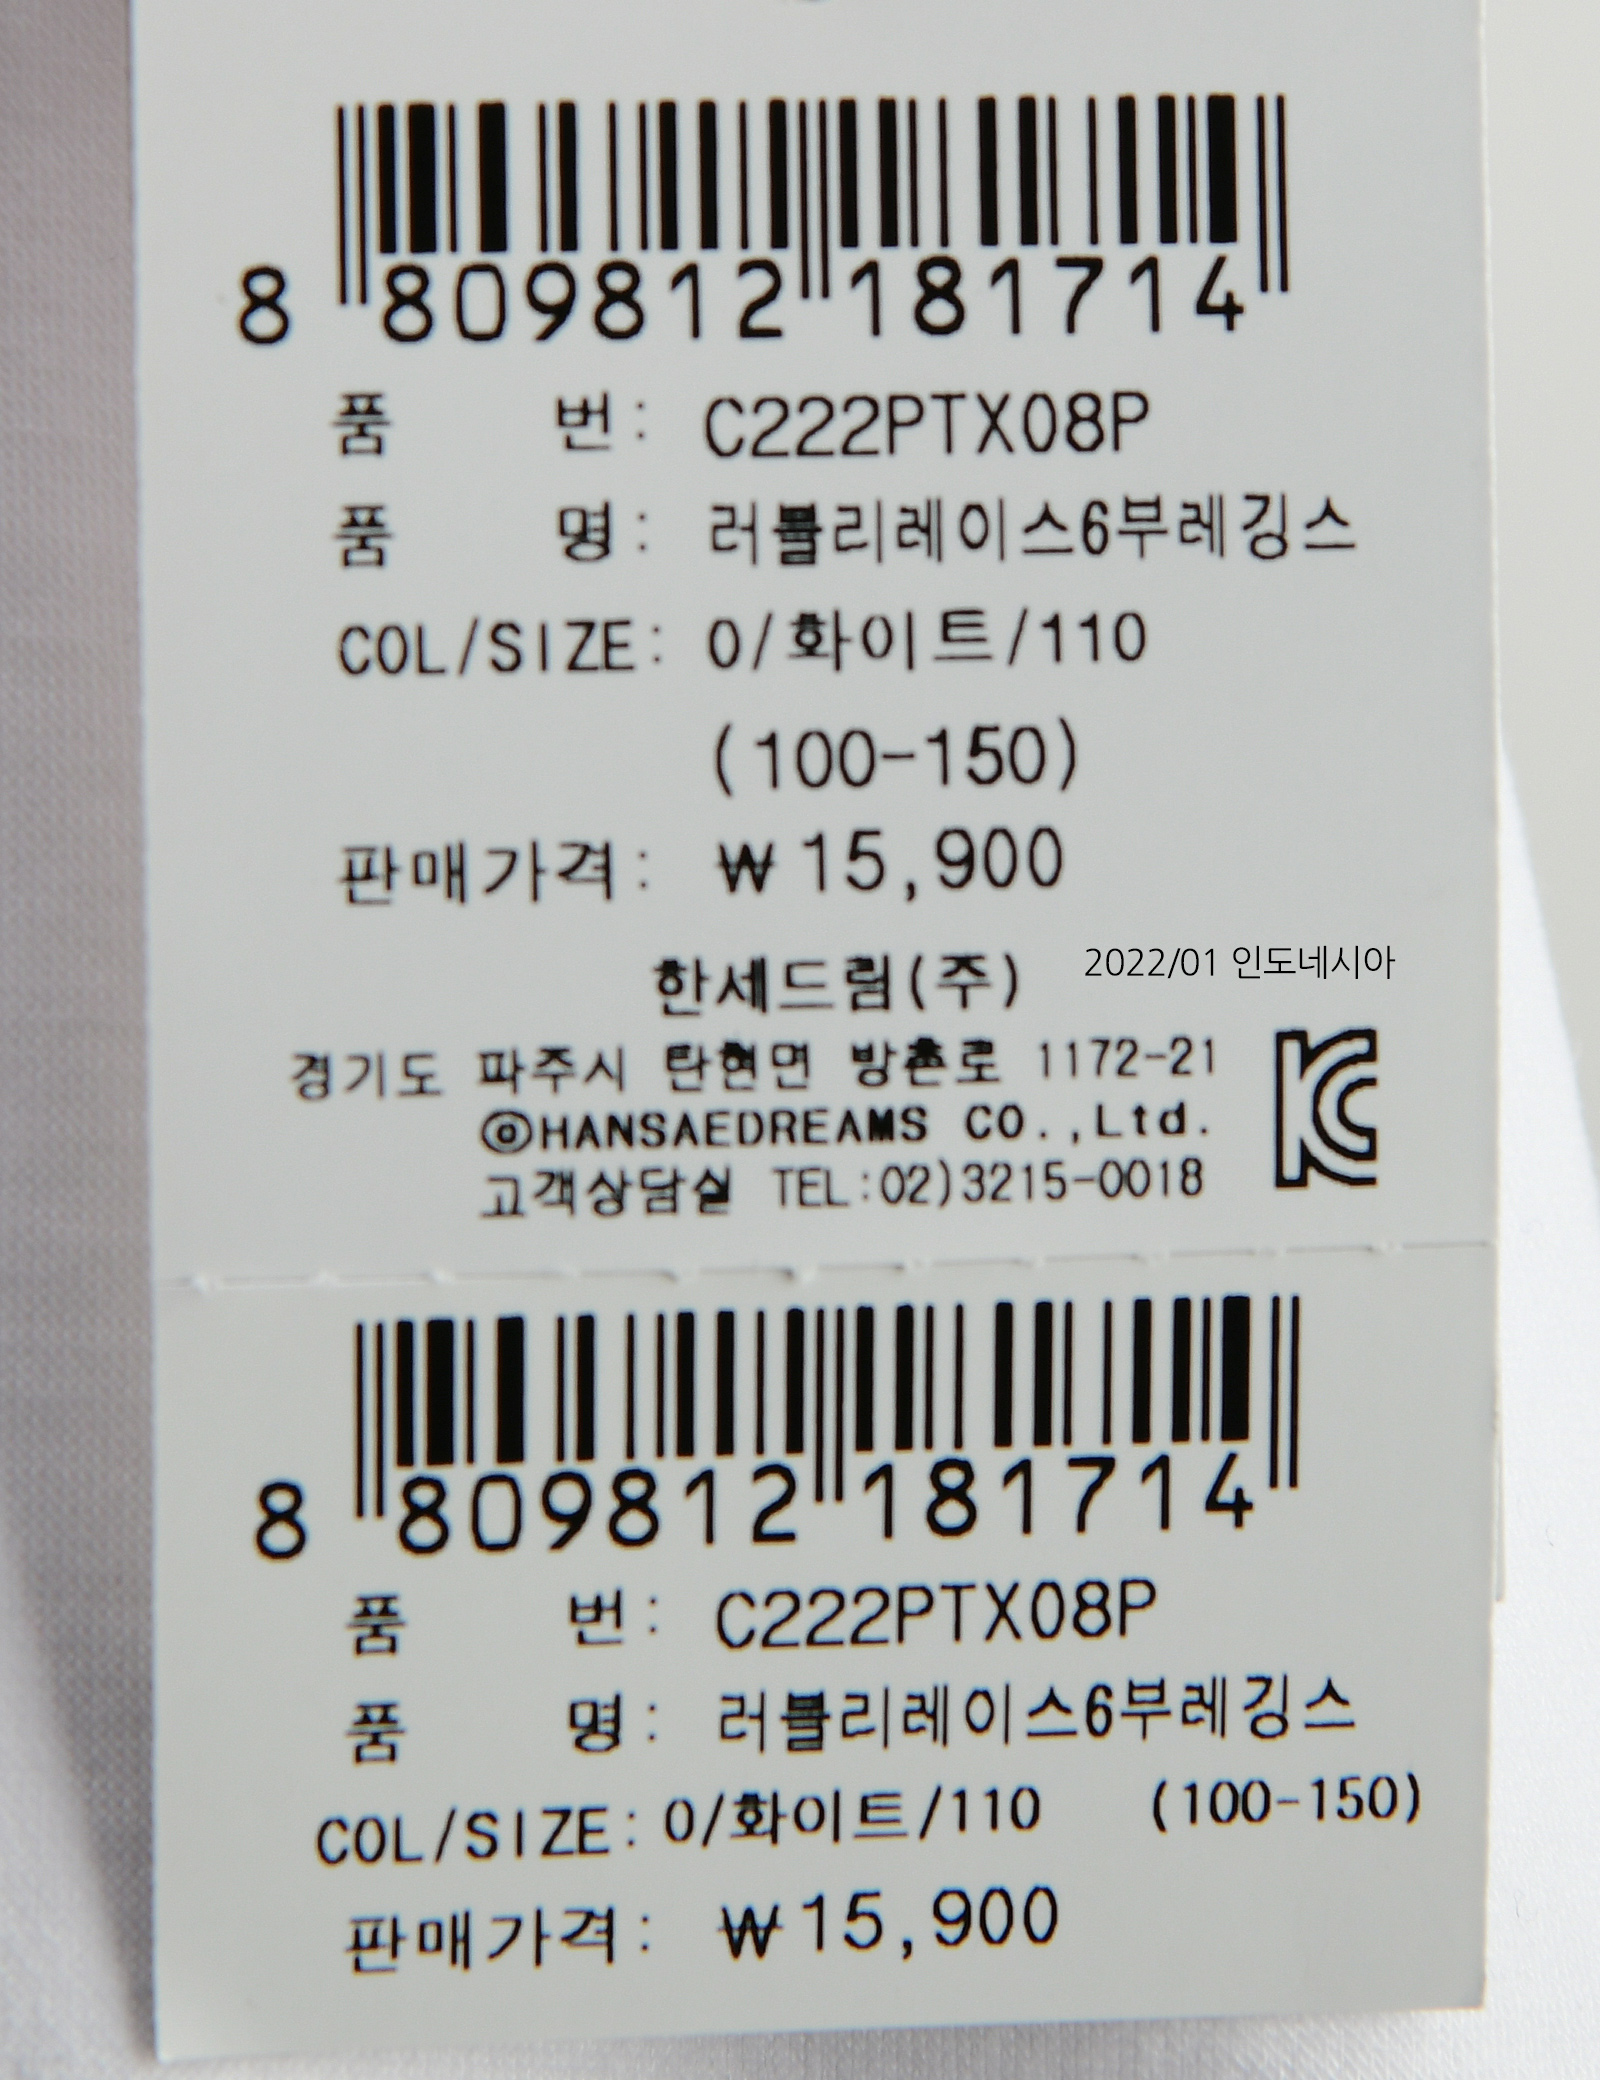 8 809812 181714
품 번: C222PTX08P
품 명: 러블리레이스6부레깅스
COL/SIZE: 0/화이트/110
(100-150)
판매가격: ₩15,900
한세드림(주) 2022/01 인도네시아
경기도 파주시 탄현면 방촌로 1172-21
ⓒHANSAEDREAMS CO.,Ltd.
고객상담실 TEL:02)3215-0018
KC
8 809812 181714
품 번: C222PTX08P
품 명: 러블리레이스6부레깅스
COL/SIZE: 0/화이트/110 (100-150)
판매가격: ₩15,900